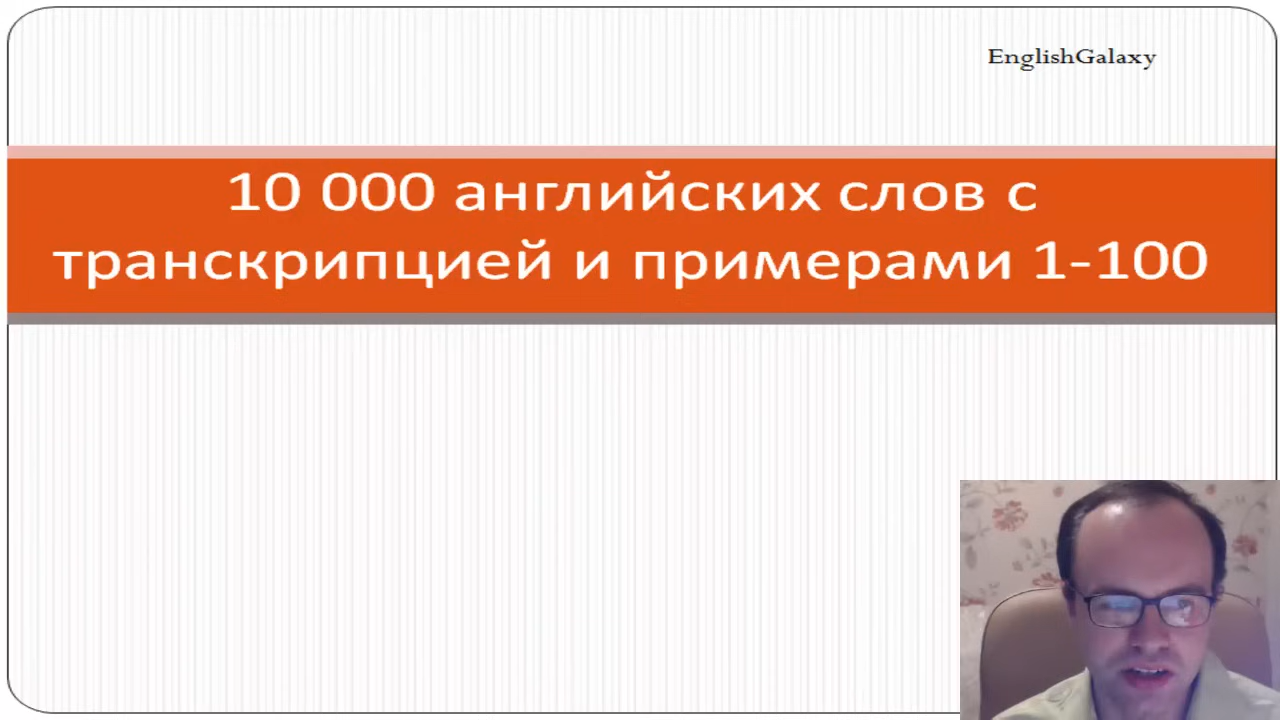 EnglishGalaxy
10 000 английских слов с
транскрипцией и примерами 1-100